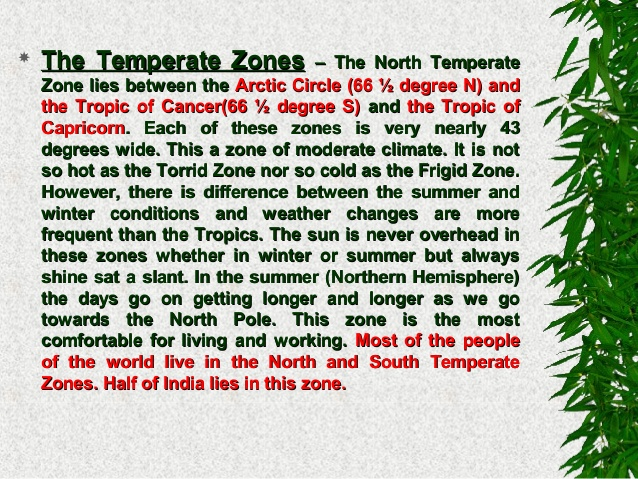 The Temperate Zones – The North Temperate
Zone lies between the Arctic Circle (66 ½ degree N) and
the Tropic of Cancer(66 ½ degree S) and the Tropic of
Capricorn. Each of these zones is very nearly 43
degrees wide. This a zone of moderate climate. It is not
so hot as the Torrid Zone nor so cold as the Frigid Zone.
However, there is difference between the summer and
winter conditions and weather changes are more
frequent than the Tropics. The sun is never overhead in
these zones whether in winter or summer but always
shine sat a slant. In the summer (Northern Hemisphere)
the days go on getting longer and longer as we go
towards the North Pole. This zone is the most
comfortable for living and working. Most of the people
of the world live in the North and South Temperate
Zones. Half of India lies in this zone.